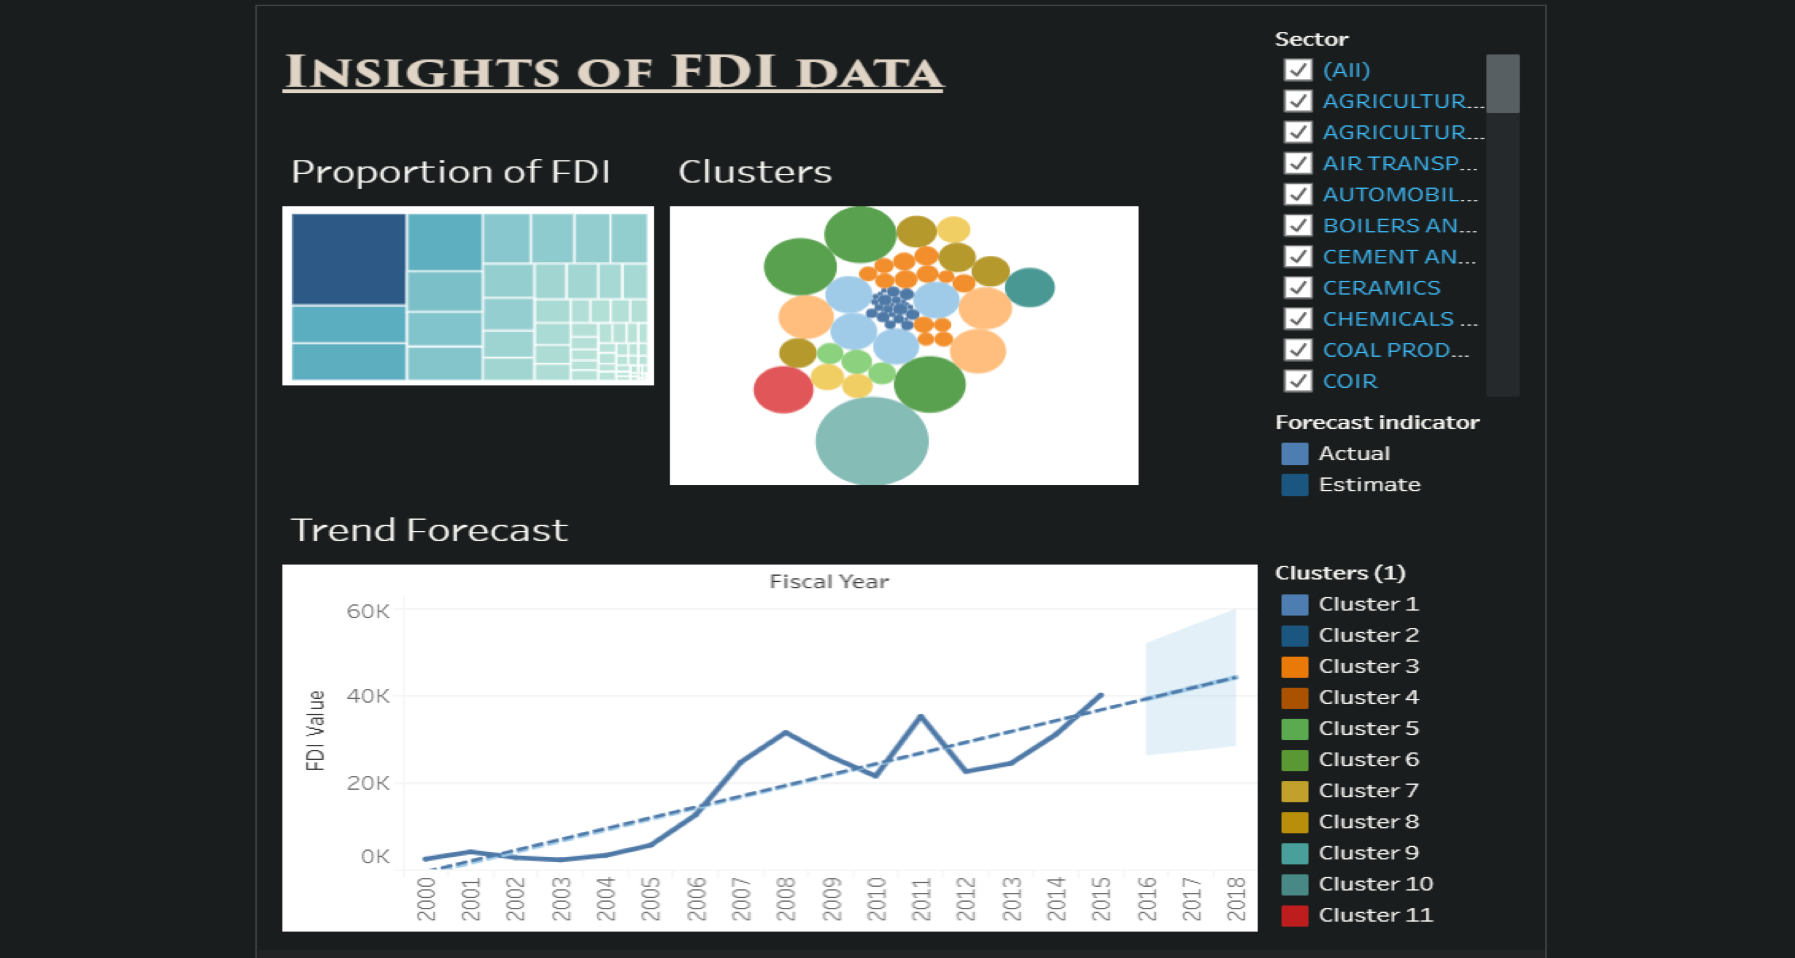 INSIGHTS OF FDI DATA
Proportion of FDI
Clusters
Sector
(All)
AGRICULTUR...
AGRICULTUR...
AIR TRANSP...
AUTOMOBIL...
BOILERS AN...
CEMENT AN...
CERAMICS
CHEMICALS ...
COAL PROD...
COIR
Forecast indicator
Actual
Estimate
Trend Forecast
Fiscal Year
FDI Value
60K
40K
20K
0K
2000 2001 2002 2003 2004 2005 2006 2007 2008 2009 2010 2011 2012 2013 2014 2015 2016 2017 2018
Clusters (1)
Cluster 1
Cluster 2
Cluster 3
Cluster 4
Cluster 5
Cluster 6
Cluster 7
Cluster 8
Cluster 9
Cluster 10
Cluster 11